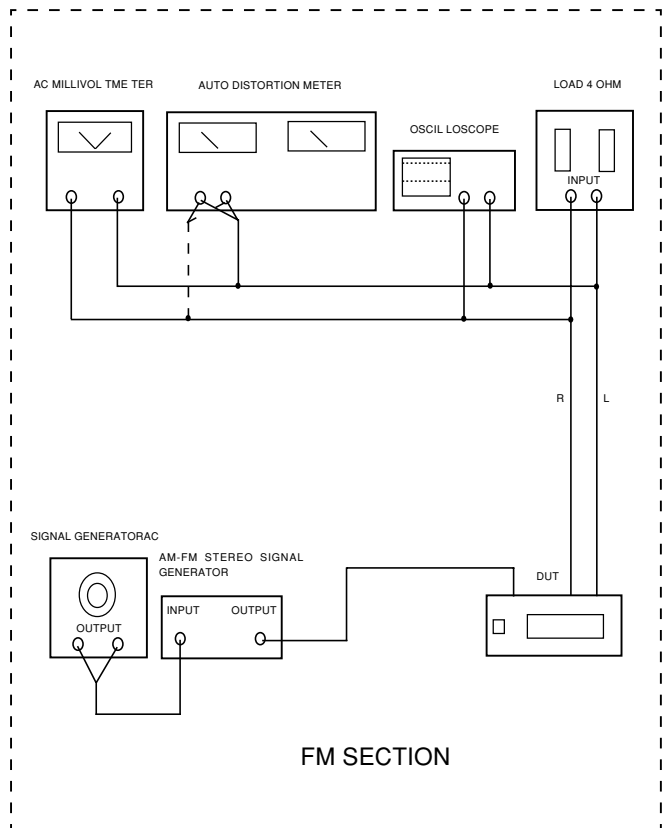 AC MILLIVOL TME TER
AUTO DISTORTION METER
LOAD 4 OHM
OSCIL LOSCOPE
INPUT
R
L
SIGNAL GENERATORAC
AM-FM STEREO SIGNAL
GENERATOR
DUT
INPUT
OUTPUT
OUTPUT
FM SECTION